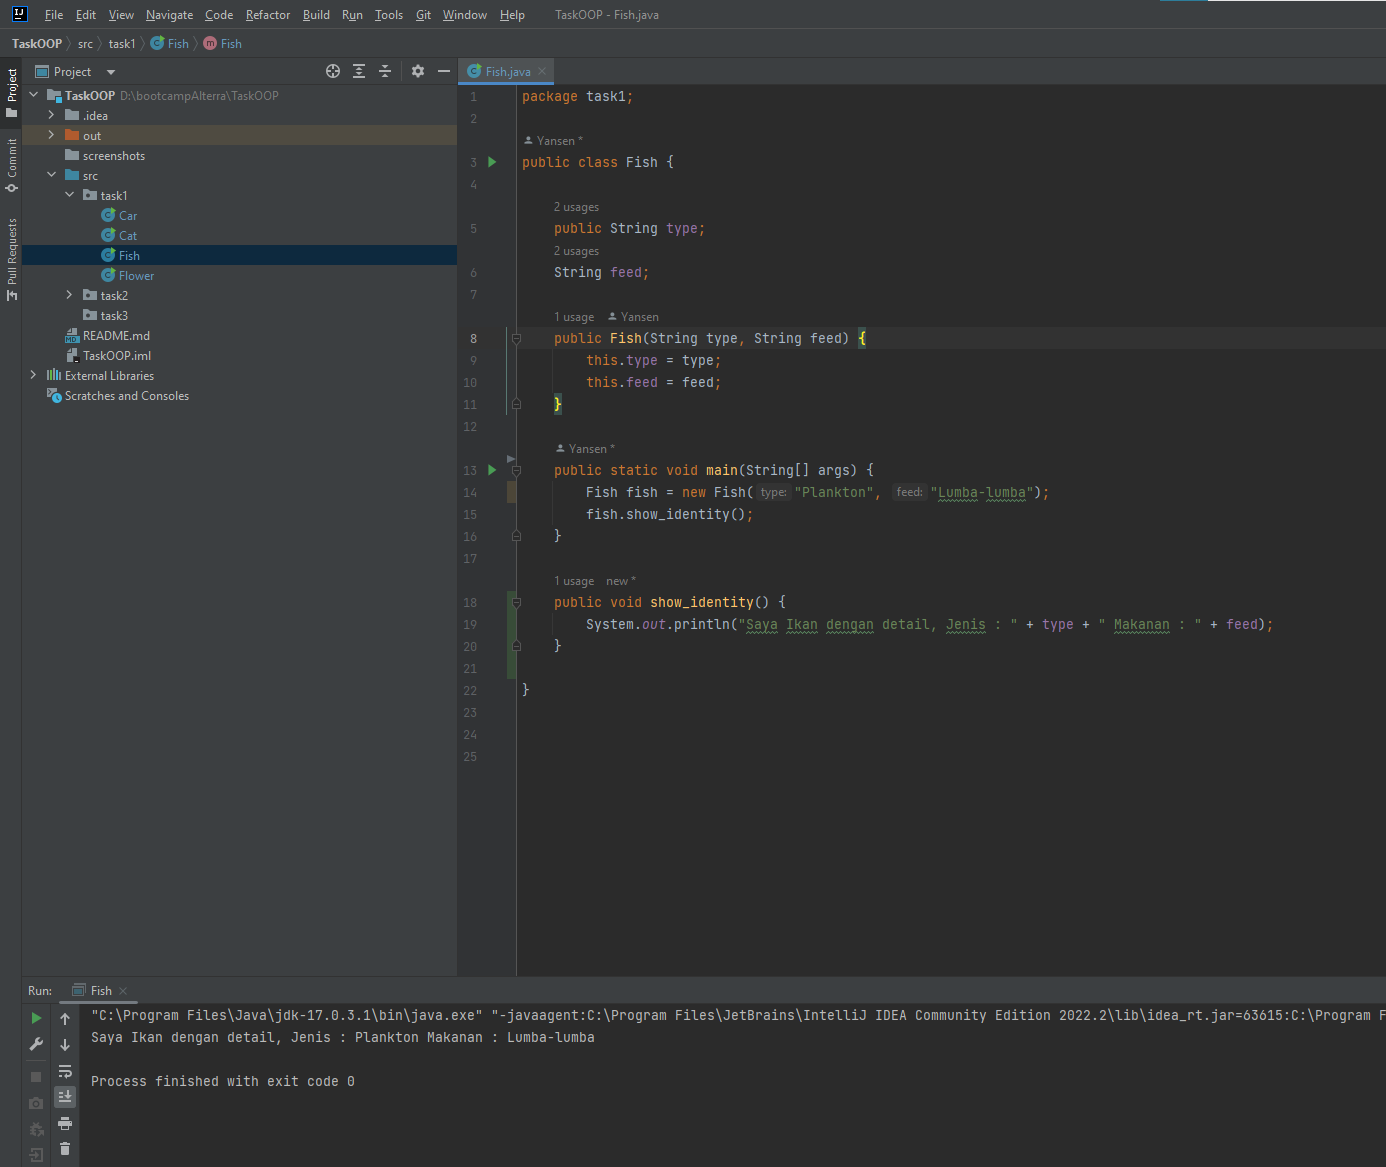 File Edit View Navigate Code Refactor Build Run Tools Git Window Help TaskOOP - Fish.java
TaskOOP src task1 Fish Fish
Project
Fish.java
Project
Commit
Pull Requests
TaskOOP D:\bootcampAlterra\TaskOOP
.idea
out
screenshots
src
task1
Car
Cat
Fish
Flower
task2
task3
README.md
TaskOOP.iml
External Libraries
Scratches and Consoles
1 package task1;
2
Yansen *
3 public class Fish {
4
2 usages
5 public String type;
2 usages
6 String feed;
7
1 usage Yansen
8 public Fish(String type, String feed) {
9 this.type = type;
10 this.feed = feed;
11 }
12
Yansen *
13 public static void main(String[] args) {
14 Fish fish = new Fish( type: "Plankton", feed: "Lumba-lumba");
15 fish.show_identity();
16 }
17
1 usage new *
18 public void show_identity() {
19 System.out.println("Saya Ikan dengan detail, Jenis : " + type + " Makanan : " + feed);
20 }
21
22 }
23
24
25
Run: Fish
"C:\Program Files\Java\jdk-17.0.3.1\bin\java.exe" "-javaagent:C:\Program Files\JetBrains\IntelliJ IDEA Community Edition 2022.2\lib\idea_rt.jar=63615:C:\Program F
Saya Ikan dengan detail, Jenis : Plankton Makanan : Lumba-lumba
Process finished with exit code 0